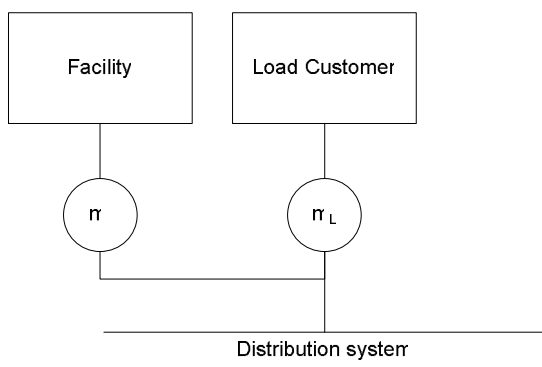 Facility
Load Customer
m
m L
Distribution system